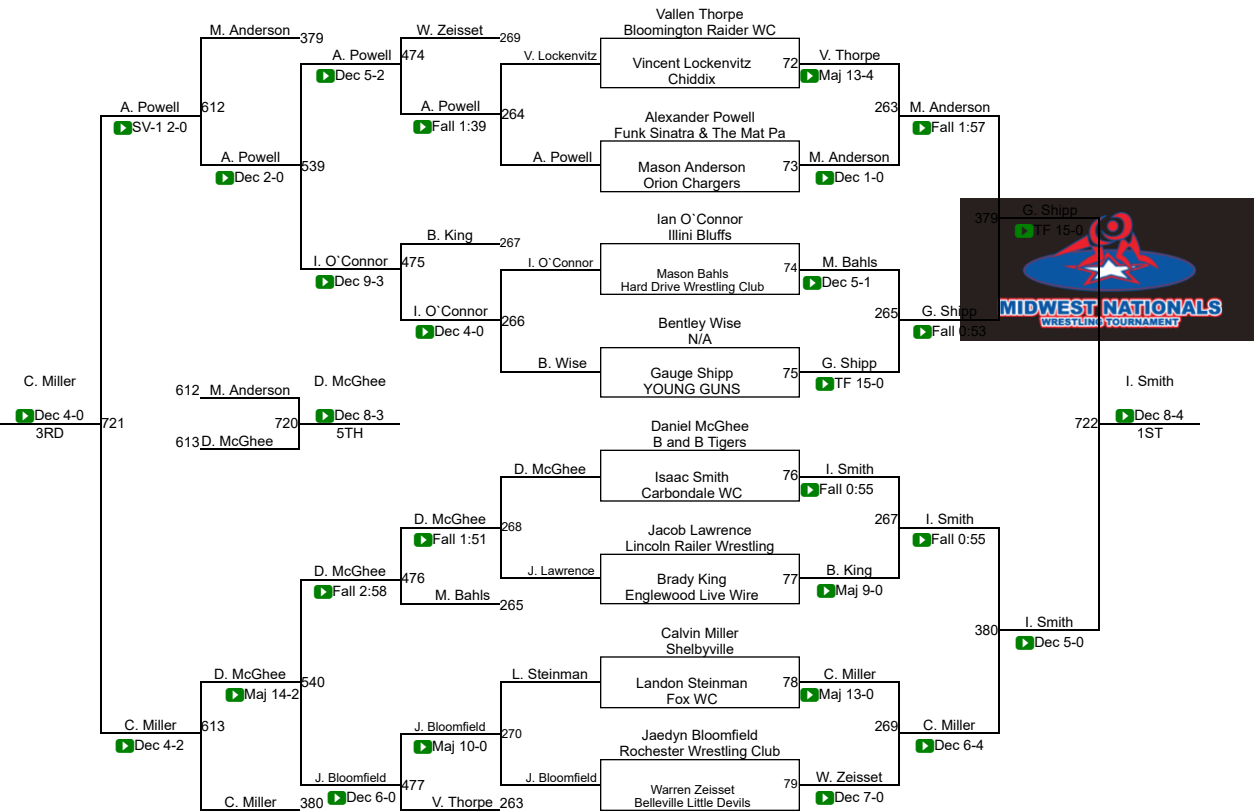 Vallen Thorpe
Bloomington Raider WC
M. Anderson
379
W. Zeisset
269
A. Powell
474
V. Lockenvitz
Vincent Lockenvitz
72
Chiddix
V. Thorpe
Maj 13-4
Dec 5-2
A. Powell
612
SV-1 2-0
A. Powell
264
Fall 1:39
Alexander Powell
Funk Sinatra & The Mat Pa
263
M. Anderson
Fall 1:57
A. Powell
539
Dec 2-0
A. Powell
Mason Anderson
73
Orion Chargers
M. Anderson
Dec 1-0
Ian O`Connor
Illini Bluffs
379
G. Shipp
TF 15-0
B. King
267
I. O`Connor
475
Dec 9-3
I. O`Connor
Mason Bahls
74
Hard Drive Wrestling Club
M. Bahls
Dec 5-1
I. O`Connor
266
Dec 4-0
Bentley Wise
N/A
265
G. Shipp
Fall 0:53
MIDWEST NATIONALS
WRESTLING TOURNAMENT
B. Wise
Gauge Shipp
75
YOUNG GUNS
G. Shipp
TF 15-0
C. Miller
Dec 4-0
3RD
721
612
M. Anderson
613
D. McGhee
720
D. McGhee
Dec 8-3
5TH
Daniel McGhee
B and B Tigers
722
I. Smith
Dec 8-4
1ST
D. McGhee
Isaac Smith
76
Carbondale WC
I. Smith
Fall 0:55
D. McGhee
268
Fall 1:51
Jacob Lawrence
Lincoln Railer Wrestling
267
I. Smith
Fall 0:55
D. McGhee
476
Fall 2:58
J. Lawrence
Brady King
77
Englewood Live Wire
B. King
Maj 9-0
M. Bahls
265
Calvin Miller
Shelbyville
380
I. Smith
Dec 5-0
D. McGhee
540
Maj 14-2
L. Steinman
Landon Steinman
78
Fox WC
C. Miller
Maj 13-0
C. Miller
613
Dec 4-2
J. Bloomfield
270
Maj 10-0
Jaedyn Bloomfield
Rochester Wrestling Club
269
C. Miller
Dec 6-4
J. Bloomfield
477
Dec 6-0
J. Bloomfield
Warren Zeisset
79
Belleville Little Devils
W. Zeisset
Dec 7-0
C. Miller
380
V. Thorpe
263